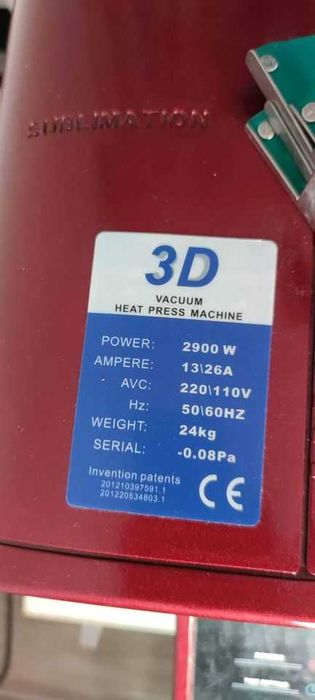 SUBLIMATION
3D
VACUUM
HEAT PRESS MACHINE
POWER: 2900 W
AMPERE: 13\26A
AVC: 220\110V
Hz: 50\60HZ
WEIGHT: 24kg
SERIAL: -0.08Pa
Invention patents
201210397591.1
201220534803.1
CE